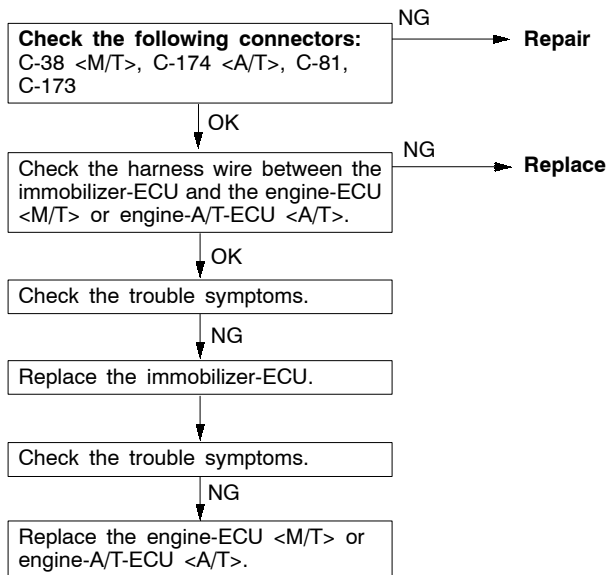 NG
Check the following connectors:
Repair
C-38 <M/T>, C-174 <A/T>, C-81,
C-173
OK
NG
Check the harness wire between the
Replace
immobilizer-ECU and the engine-ECU
<M/T> or engine-A/T-ECU <A/T>.
OK
Check the trouble symptoms.
NG
Replace the immobilizer-ECU.
Check the trouble symptoms.
NG
Replace the engine-ECU <M/T> or
engine-A/T-ECU <A/T>.